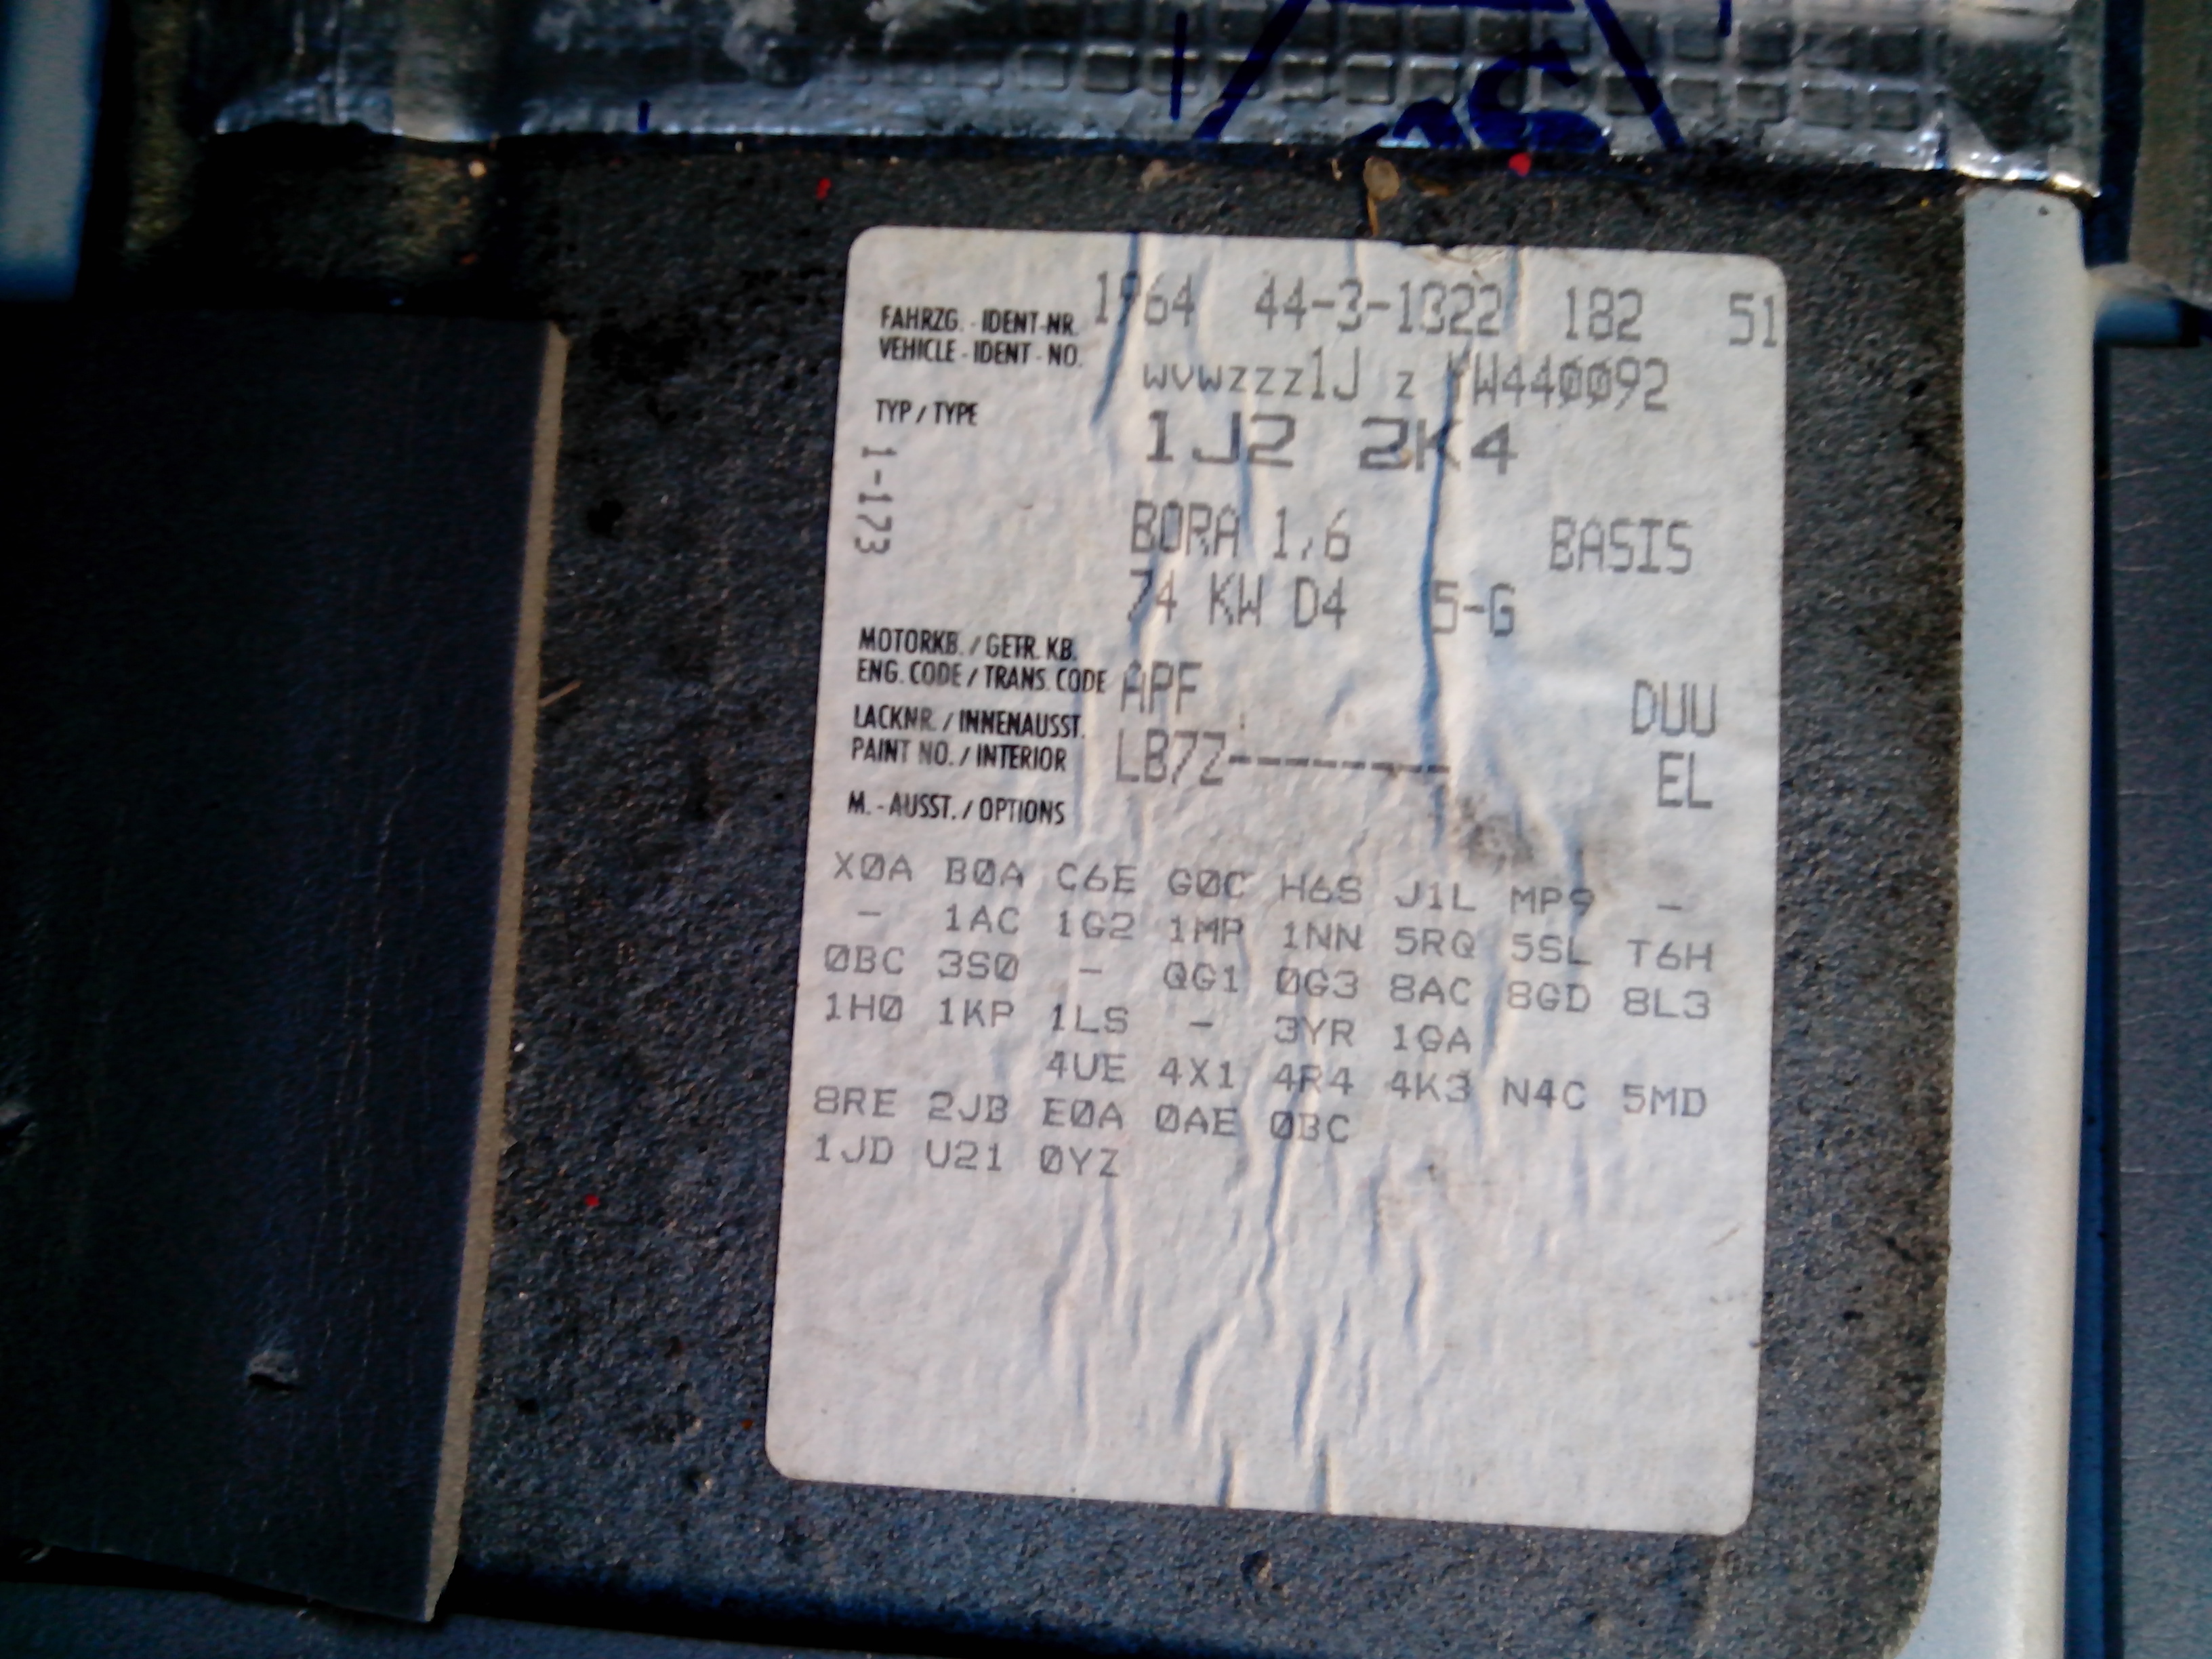 1964 44-3-1322 182 51
FAHRZG. - IDENT-NR.
VEHICLE - IDENT - NO.
WVWZZZ1J Z YW440092
TYP / TYPE
1J2 2K4
1-173
BORA 1,6 BASIS
74 KW D4 5-G
MOTORKB. / GETR. KB.
ENG. CODE / TRANS. CODE APF DUU
LACKNR. / INNENAUSST.
PAINT NO. / INTERIOR LB7Z-------- EL
M. - AUSST. / OPTIONS
X0A B0A C6E G0C H6S J1L MP9 -
- 1AC 1G2 1MP 1NN 5RQ 5SL T6H
0BC 3S0 - QG1 0G3 8AC 8GD 8L3
1H0 1KP 1LS - 3YR 1GA
4UE 4X1 4R4 4K3 N4C 5MD
8RE 2JB E0A 0AE 0BC
1JD U21 0YZ